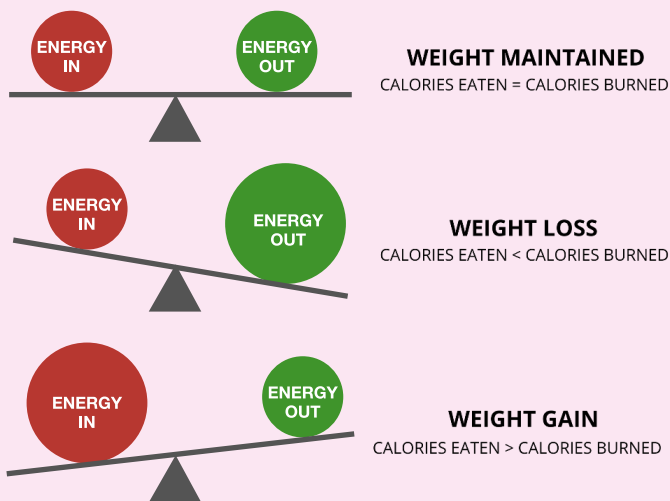 ENERGY
IN
ENERGY
OUT
WEIGHT MAINTAINED
CALORIES EATEN = CALORIES BURNED
ENERGY
IN
ENERGY
OUT
WEIGHT LOSS
CALORIES EATEN < CALORIES BURNED
ENERGY
IN
ENERGY
OUT
WEIGHT GAIN
CALORIES EATEN > CALORIES BURNED